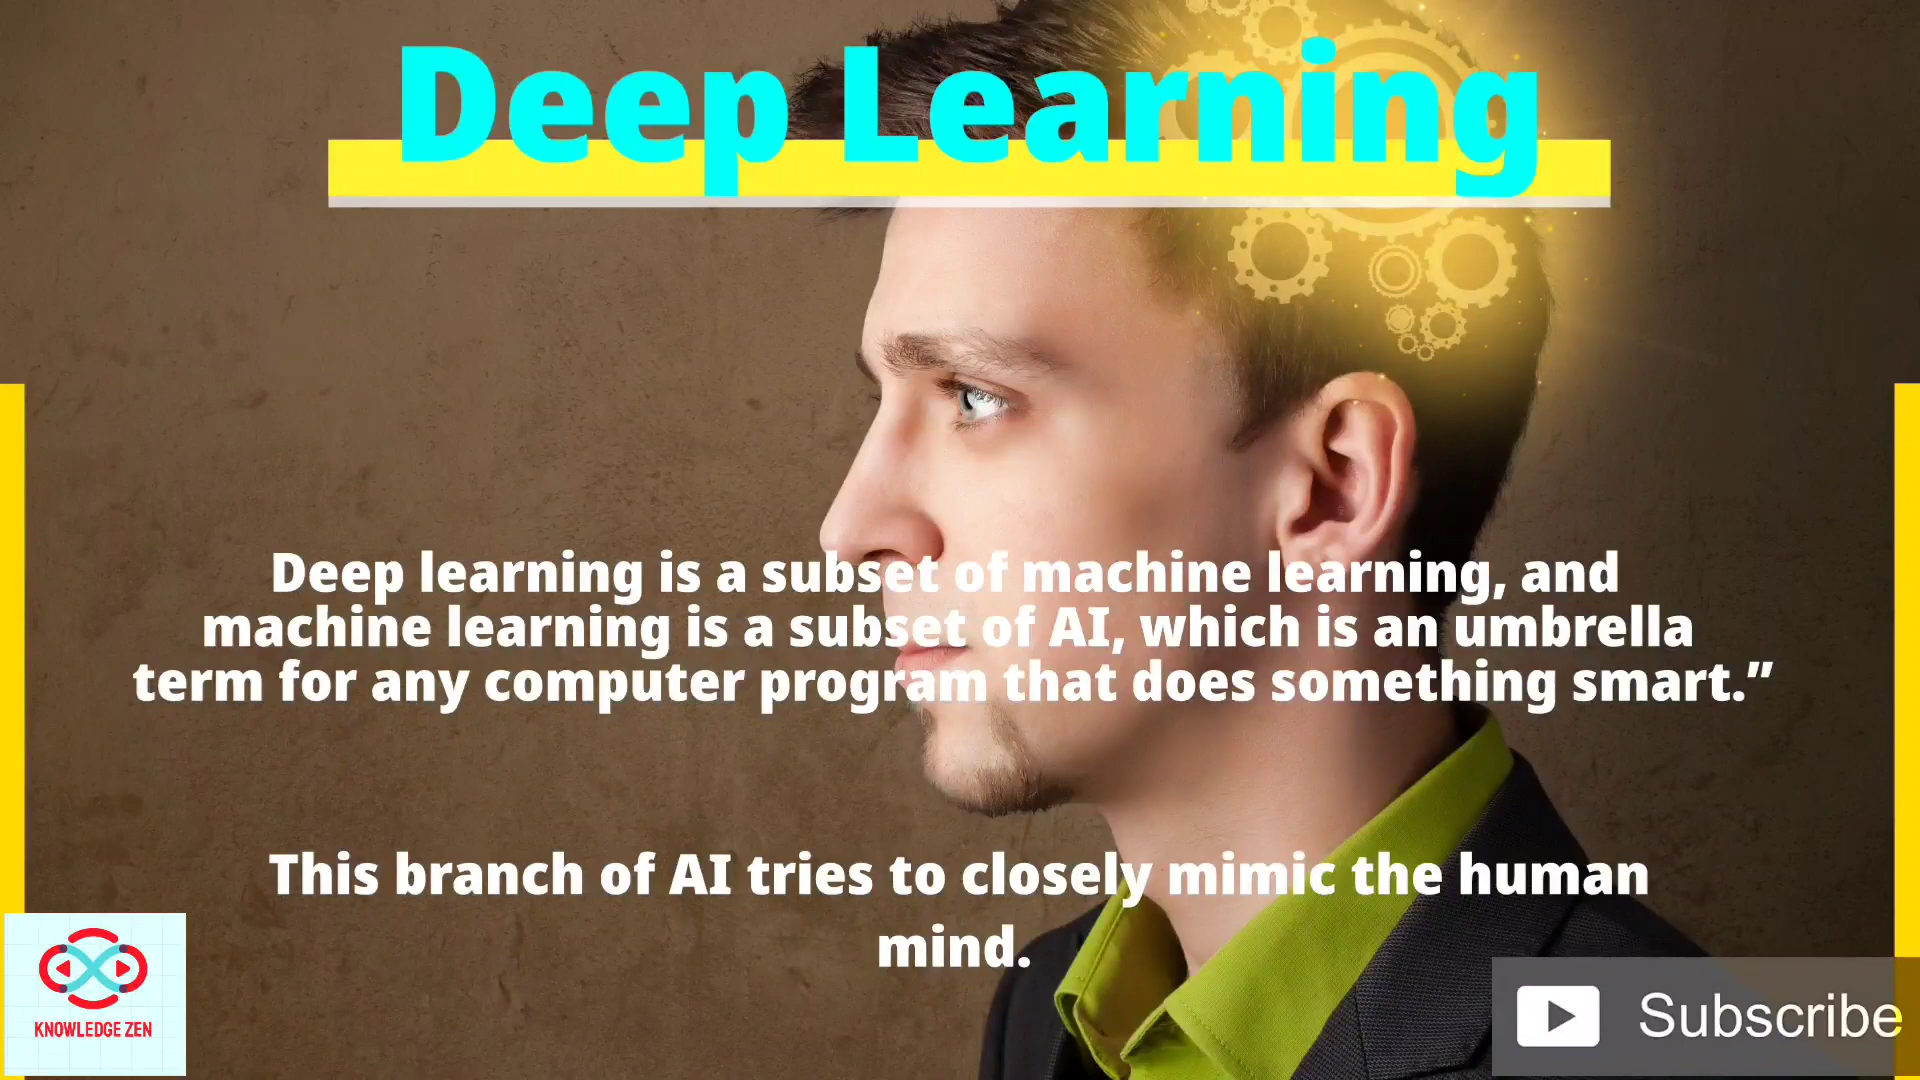 Deep Learning
Deep learning is a subset of machine learning, and
machine learning is a subset of AI, which is an umbrella
term for any computer program that does something smart.”
This branch of AI tries to closely mimic the human
mind.
KNOWLEDGE ZEN
Subscribe